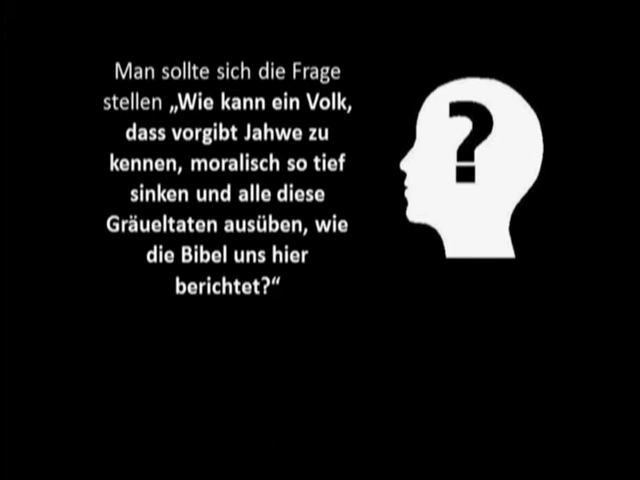 Man sollte sich die Frage
stellen „Wie kann ein Volk,
dass vorgibt Jahwe zu
kennen, moralisch so tief
sinken und alle diese
Gräueltaten ausüben, wie
die Bibel uns hier
berichtet?“
?